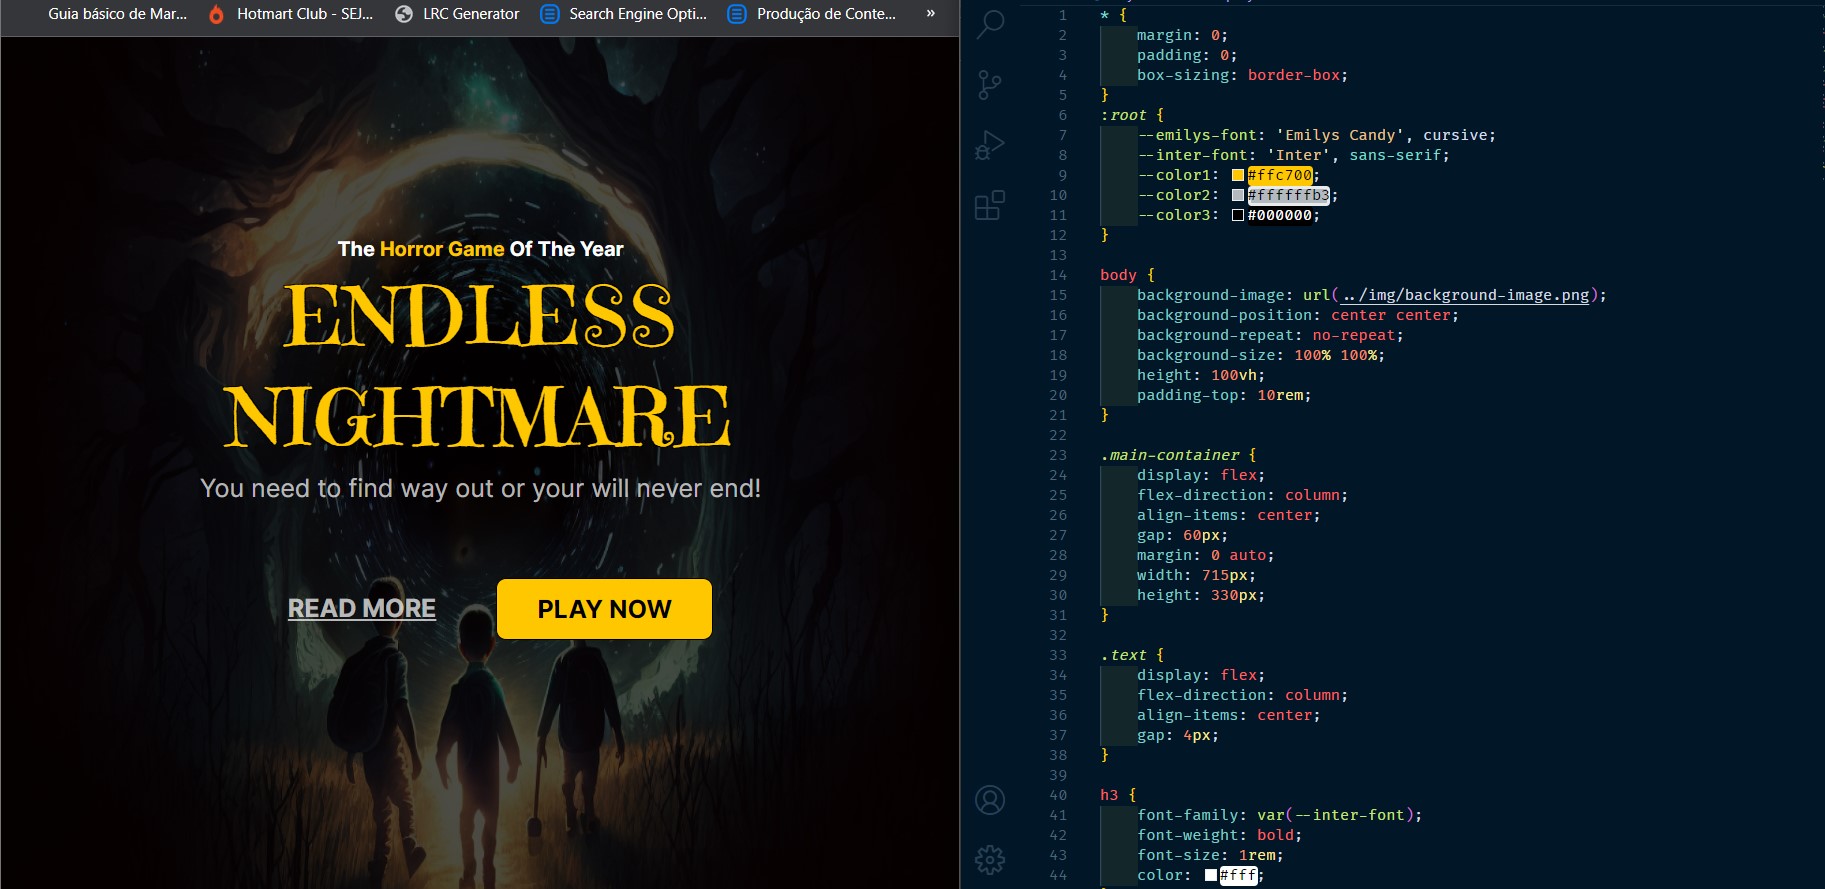 Guia básico de Mar...
Hotmart Club - SEJ...
LRC Generator
Search Engine Opti...
Produção de Conte...
»
The Horror Game Of The Year
ENDLESS
NIGHTMARE
You need to find way out or your will never end!
READ MORE
PLAY NOW
1 * {
2 margin: 0;
3 padding: 0;
4 box-sizing: border-box;
5 }
6 :root {
7 --emilys-font: 'Emilys Candy', cursive;
8 --inter-font: 'Inter', sans-serif;
9 --color1: #ffc700;
10 --color2: #ffffffb3;
11 --color3: #000000;
12 }
13
14 body {
15 background-image: url(../img/background-image.png);
16 background-position: center center;
17 background-repeat: no-repeat;
18 background-size: 100% 100%;
19 height: 100vh;
20 padding-top: 10rem;
21 }
22
23 .main-container {
24 display: flex;
25 flex-direction: column;
26 align-items: center;
27 gap: 60px;
28 margin: 0 auto;
29 width: 715px;
30 height: 330px;
31 }
32
33 .text {
34 display: flex;
35 flex-direction: column;
36 align-items: center;
37 gap: 4px;
38 }
39
40 h3 {
41 font-family: var(--inter-font);
42 font-weight: bold;
43 font-size: 1rem;
44 color: #fff;